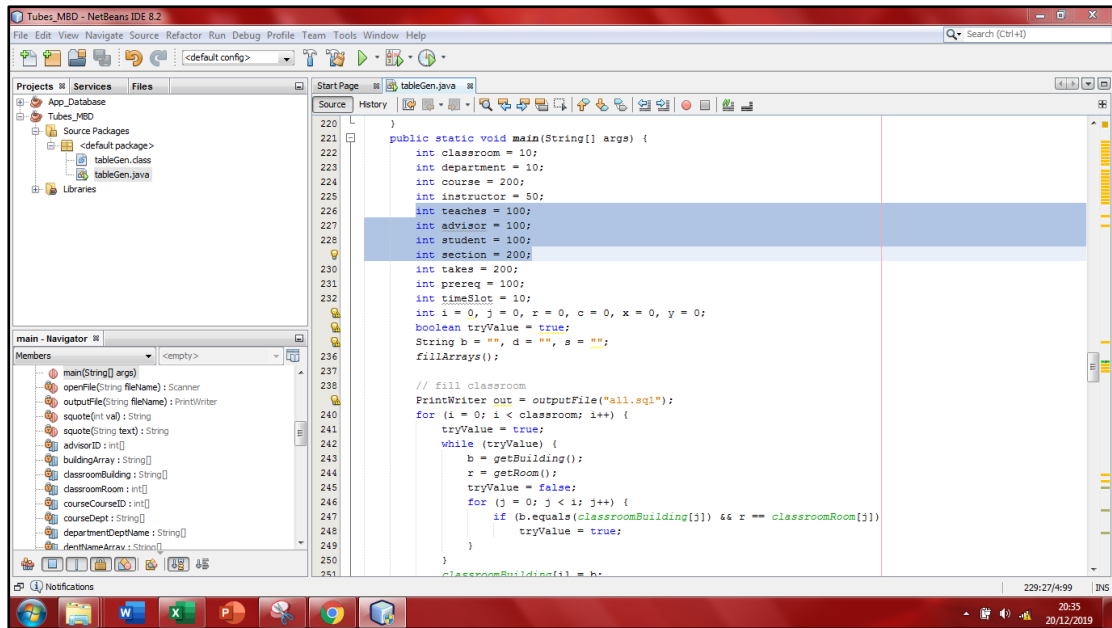 Tubes_MBD - NetBeans IDE 8.2
File Edit View Navigate Source Refactor Run Debug Profile Team Tools Window Help
Search (Ctrl+I)
<default config>
Projects Services Files
App_Database
Tubes_MBD
Source Packages
<default package>
tableGen.class
tableGen.java
Libraries
main - Navigator
Members <empty>
main(String[] args)
openFile(String fileName) : Scanner
outputFile(String fileName) : PrintWriter
squote(int val) : String
squote(String text) : String
advisorID : int[]
buildingArray : String[]
classroomBuilding : String[]
classroomRoom : int[]
courseCourseID : int[]
courseDept : String[]
departmentDeptName : String[]
deptNameArray : String[]
Start Page tableGen.java
Source History
220 }
221 public static void main(String[] args) {
222 int classroom = 10;
223 int department = 10;
224 int course = 200;
225 int instructor = 50;
226 int teaches = 100;
227 int advisor = 100;
228 int student = 100;
int section = 200;
230 int takes = 200;
231 int prereq = 100;
232 int timeSlot = 10;
int i = 0, j = 0, r = 0, c = 0, x = 0, y = 0;
boolean tryValue = true;
String b = "", d = "", s = "";
236 fillArrays();
237
238 // fill classroom
PrintWriter out = outputFile("all.sql");
240 for (i = 0; i < classroom; i++) {
241 tryValue = true;
242 while (tryValue) {
243 b = getBuilding();
244 r = getRoom();
245 tryValue = false;
246 for (j = 0; j < i; j++) {
247 if (b.equals(classroomBuilding[j]) && r == classroomRoom[j])
248 tryValue = true;
249 }
250 }
251 classroomBuilding[i] = b;
Notifications
229:27/4:99 INS
20:35
20/12/2019